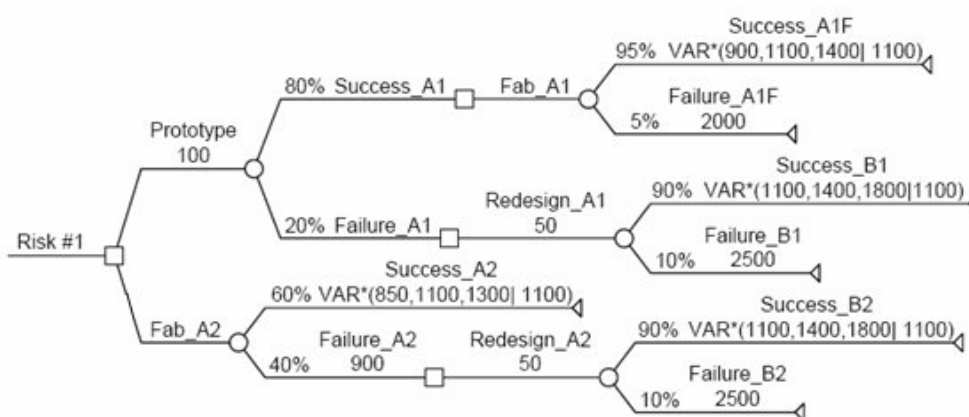 Success_A1F
95% VAR*(900,1100,1400| 1100)
80% Success_A1
Fab_A1
Failure_A1F
5% 2000
Prototype
100
Success_B1
90% VAR*(1100,1400,1800|1100)
Redesign_A1
20% Failure_A1
50
Failure_B1
10% 2500
Risk #1
Success_A2
60% VAR*(850,1100,1300| 1100)
Success_B2
90% VAR*(1100,1400,1800| 1100)
Fab_A2
Failure_A2
Redesign_A2
40% 900
50
Failure_B2
10% 2500